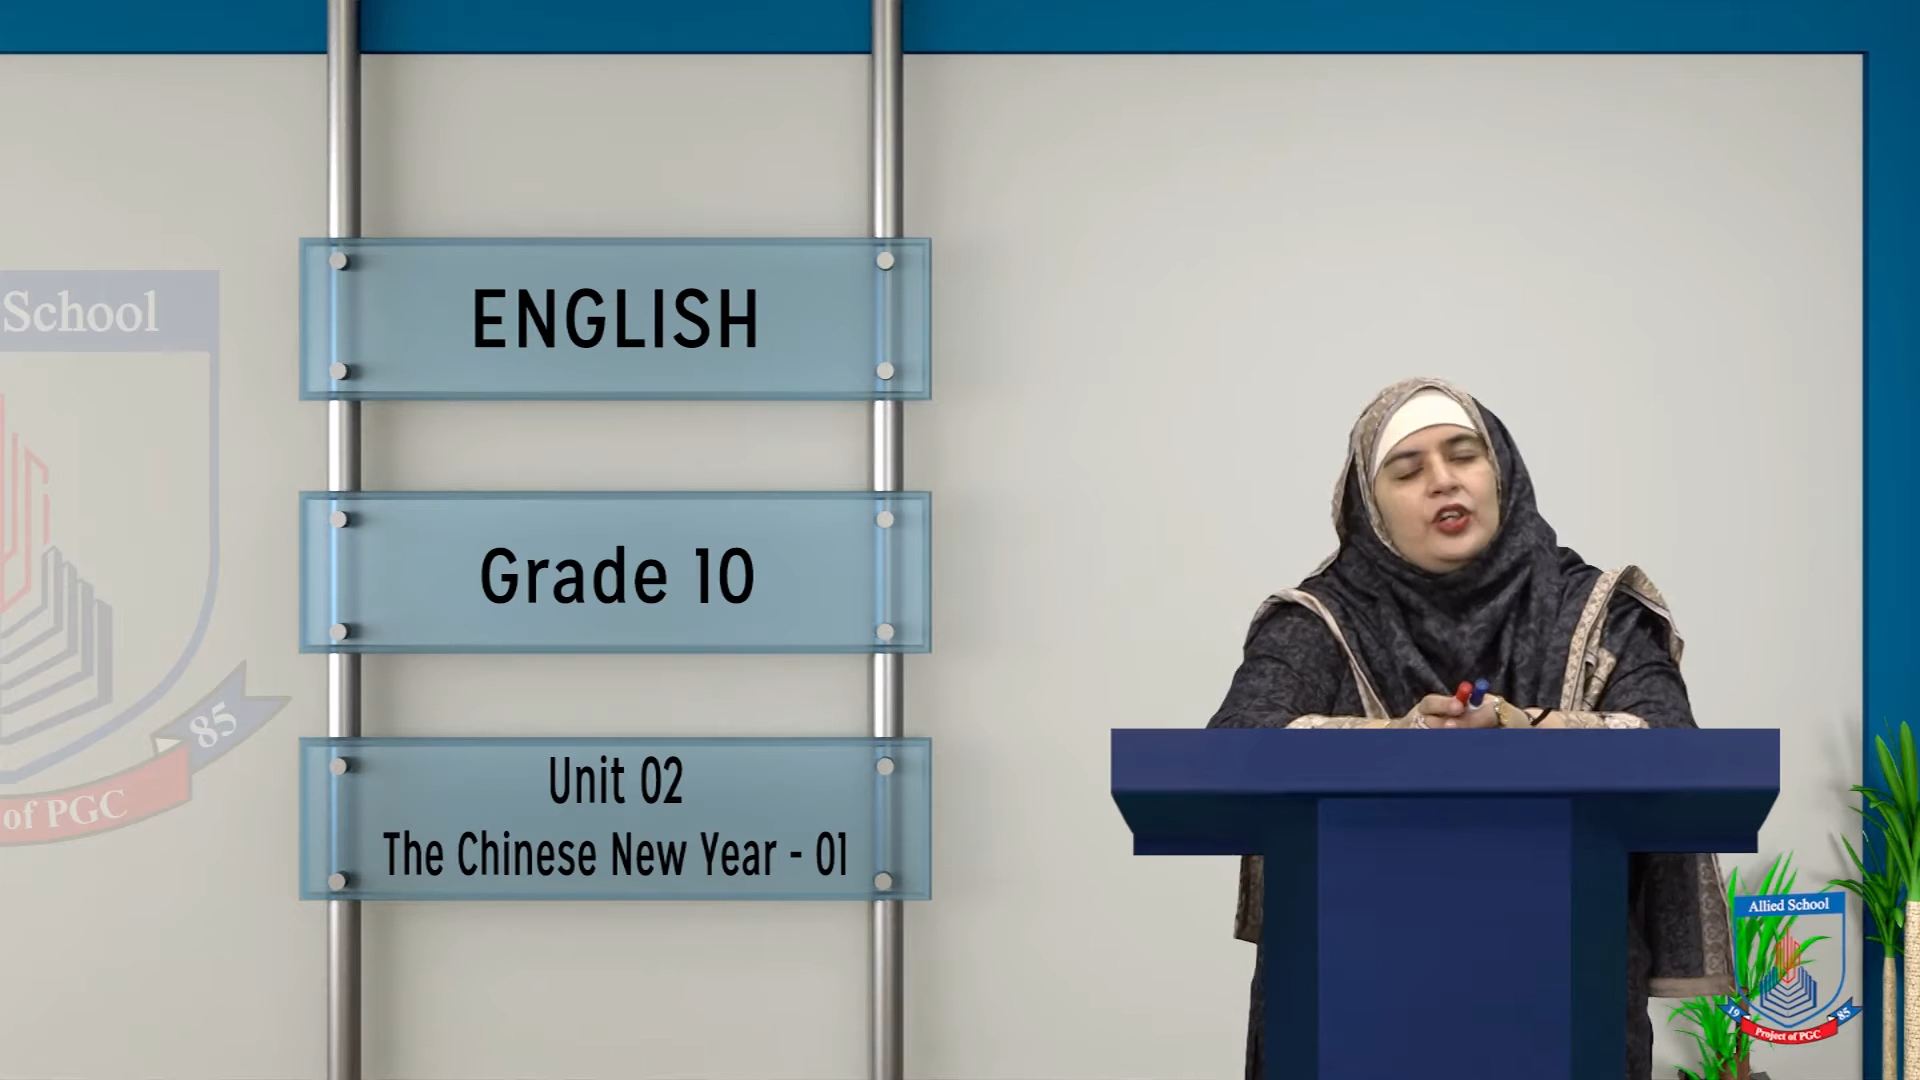 ENGLISH
Grade 10
Unit 02
The Chinese New Year - 01
School
85
of PGC
Allied School
19 85
Project of PGC